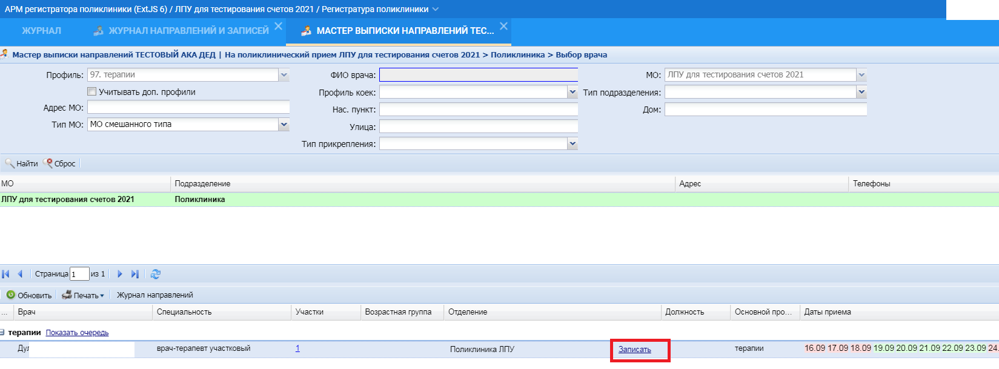 АРМ регистратора поликлиники (ExtJS 6) / ЛПУ для тестирования счетов 2021 / Регистратура поликлиники
ЖУРНАЛ ЖУРНАЛ НАПРАВЛЕНИЙ И ЗАПИСЕЙ МАСТЕР ВЫПИСКИ НАПРАВЛЕНИЙ ТЕС...
Мастер выписки направлений ТЕСТОВЫЙ АКА ДЕД | На поликлинический прием ЛПУ для тестирования счетов 2021 > Поликлиника > Выбор врача
Профиль: 97. терапии ФИО врача: МО: ЛПУ для тестирования счетов 2021
Учитывать доп. профили Профиль коек: Тип подразделения:
Адрес МО: Нас. пункт: Дом:
Тип МО: МО смешанного типа Улица:
Тип прикрепления:
Найти Сброс
МО Подразделение Адрес Телефоны
ЛПУ для тестирования счетов 2021 Поликлиника
Страница 1 из 1
Обновить Печать Журнал направлений
... Врач Специальность Участки Возрастная группа Отделение Должность Основной про... Даты приема
терапии Показать очередь
Дул врач-терапевт участковый 1 Поликлиника ЛПУ Записать терапии 16.09 17.09 18.09 19.09 20.09 21.09 22.09 23.09 24.